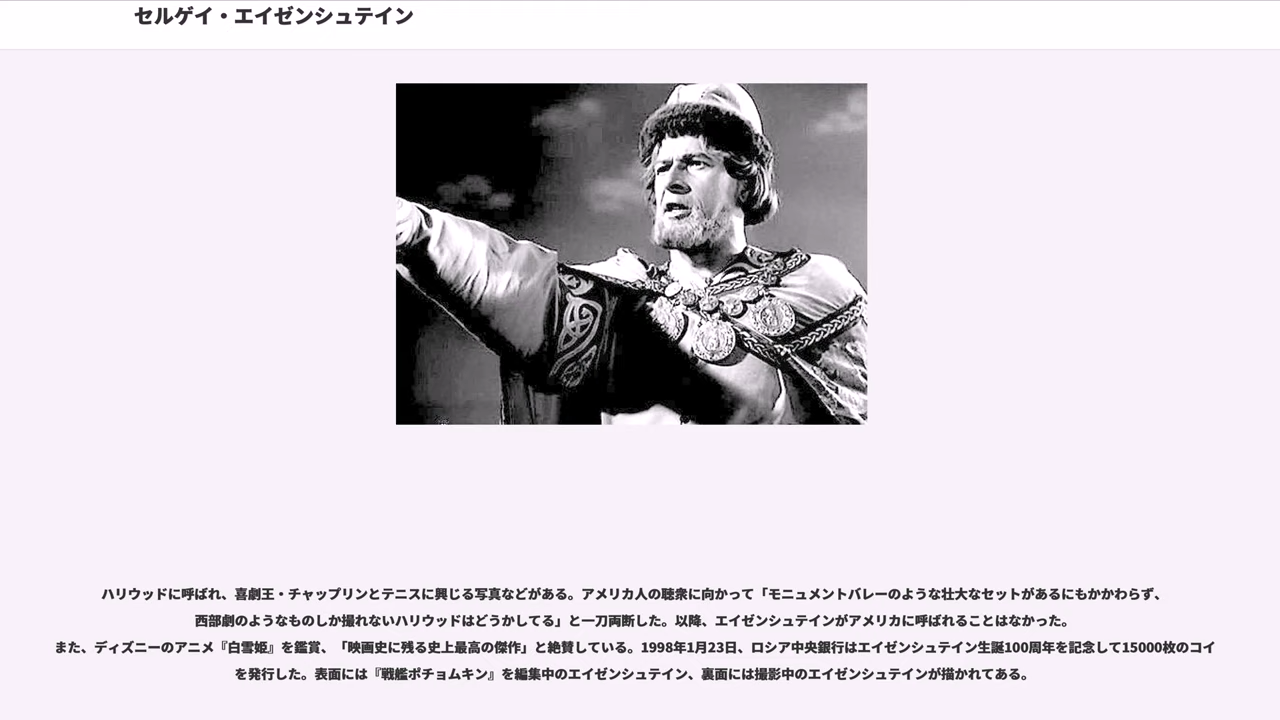 セルゲイ・エイゼンシュテイン
ハリウッドに呼ばれ、喜劇王・チャップリンとテニスに興じる写真などがある。アメリカ人の聴衆に向かって「モニュメントバレーのような壮大なセットがあるにもかかわらず、
西部劇のようなものしか撮れないハリウッドはどうかしてる」と一刀両断した。以降、エイゼンシュテインがアメリカに呼ばれることはなかった。
また、ディズニーのアニメ『白雪姫』を鑑賞、「映画史に残る史上最高の傑作」と絶賛している。1998年1月23日、ロシア中央銀行はエイゼンシュテイン生誕100周年を記念して15000枚のコイ
を発行した。表面には『戦艦ポチョムキン』を編集中のエイゼンシュテイン、裏面には撮影中のエイゼンシュテインが描かれてある。